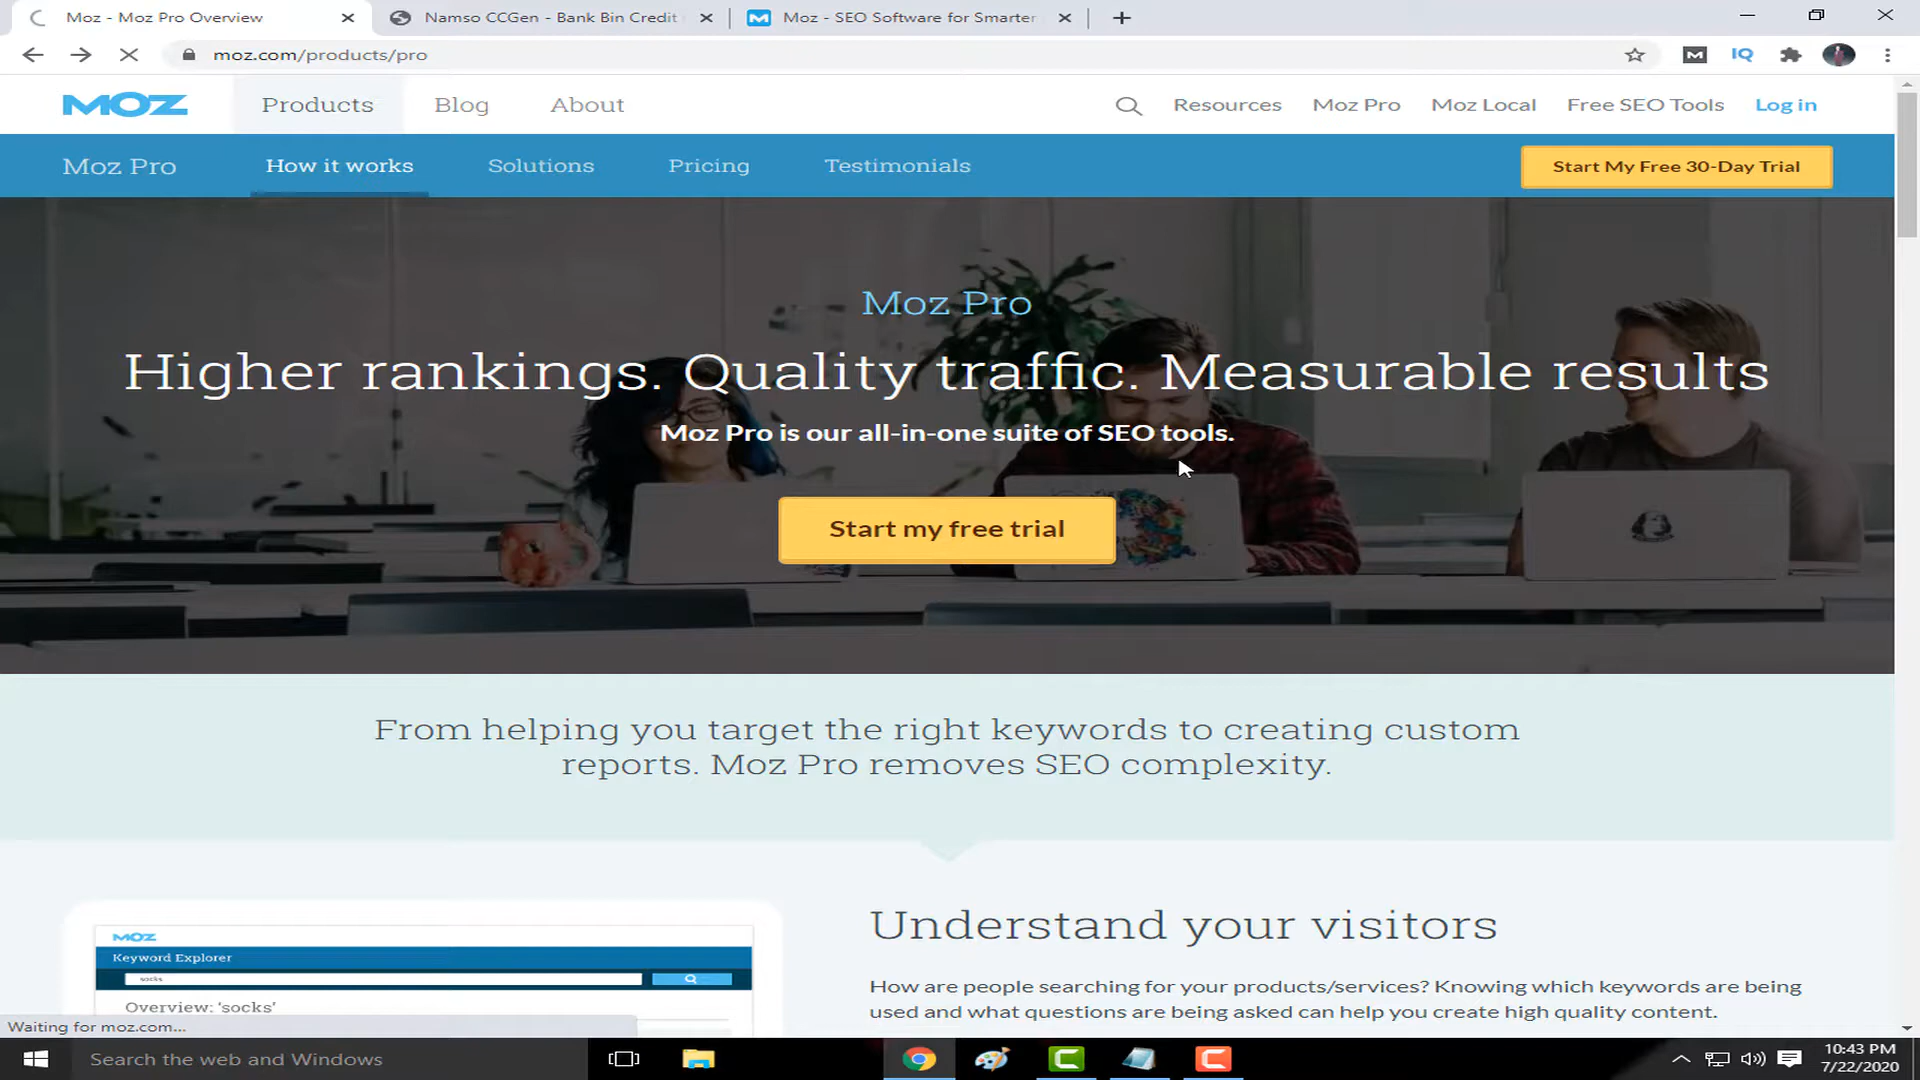 Moz - Moz Pro Overview
Namso CCGen - Bank Bin Credit
Moz - SEO Software for Smarter
moz.com/products/pro
MOZ
Products
Blog
About
Resources
Moz Pro
Moz Local
Free SEO Tools
Log in
Moz Pro
How it works
Solutions
Pricing
Testimonials
Start My Free 30-Day Trial
Moz Pro
Higher rankings. Quality traffic. Measurable results
Moz Pro is our all-in-one suite of SEO tools.
Start my free trial
From helping you target the right keywords to creating custom
reports. Moz Pro removes SEO complexity.
MOZ
Keyword Explorer
socks
Overview: 'socks'
Understand your visitors
How are people searching for your products/services? Knowing which keywords are being
used and what questions are being asked can help you create high quality content.
Waiting for moz.com...
Search the web and Windows
10:43 PM
7/22/2020